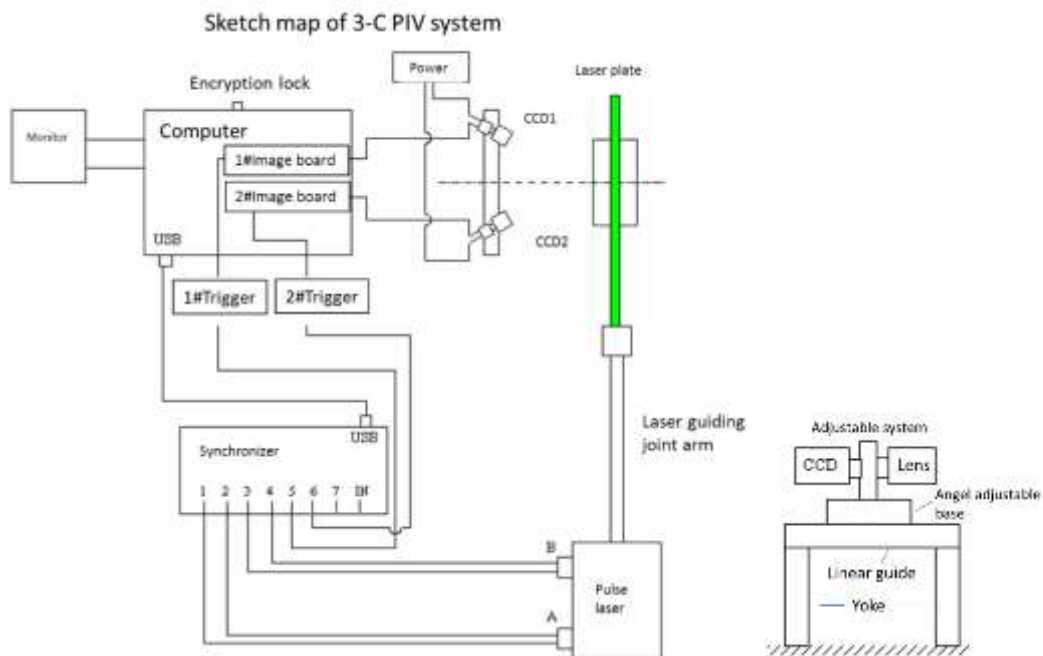 Sketch map of 3-C PIV system
Power
Laser plate
Encryption lock
CCD1
Monitor
Computer
1#Image board
2#Image board
USB
CCD2
1#Trigger
2#Trigger
USB
Synchronizer
1 2 3 4 5 6 7 IN
Laser guiding
joint arm
Adjustable system
CCD
Lens
Angel adjustable
base
B
Linear guide
Pulse
laser
Yoke
A